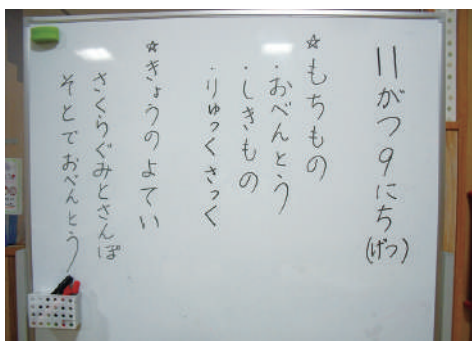 11がつ9にち(げつ)
☆もちもの
・おべんとう
・しきもの
・りゅっくさっく
☆きょうのよてい
さくらぐみとさんぽ
そとでおべんとう